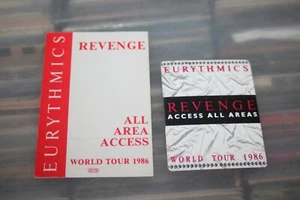 EURYTHMICS
REVENGE
ALL
AREA
ACCESS
WORLD TOUR 1986
EURYTHMICS
REVENGE
ACCESS ALL AREAS
WORLD TOUR 1986